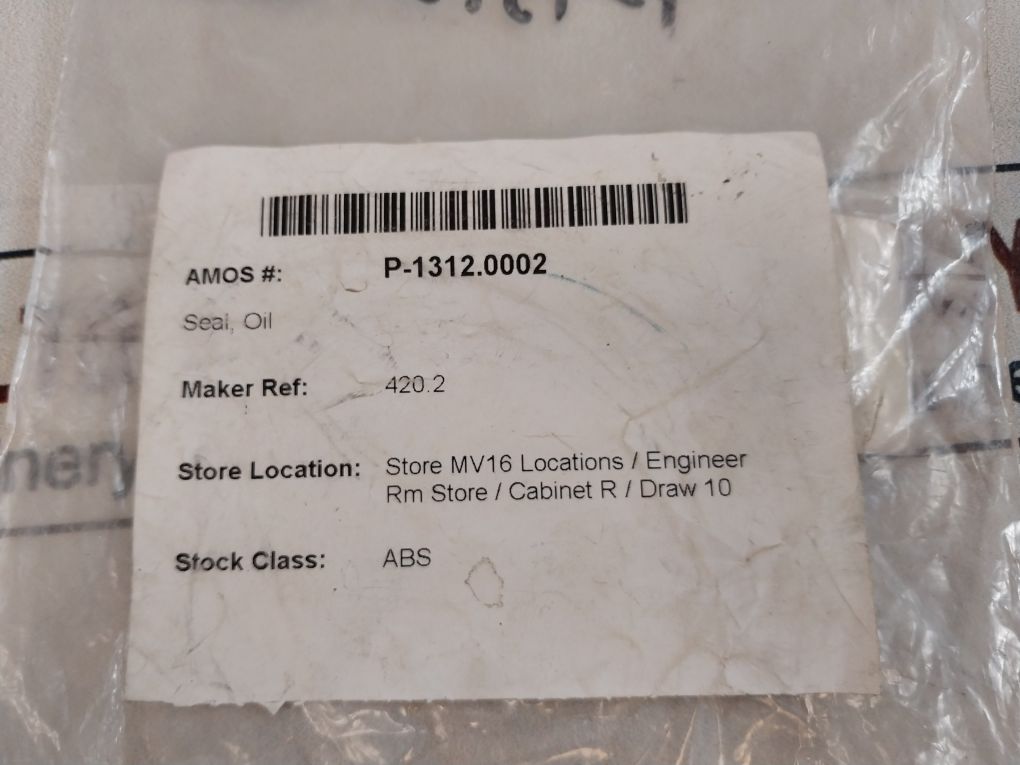 AMOS #: P-1312.0002
Seal, Oil
Maker Ref: 420.2
Store Location: Store MV16 Locations / Engineer
Rm Store / Cabinet R / Draw 10
Stock Class: ABS
nery